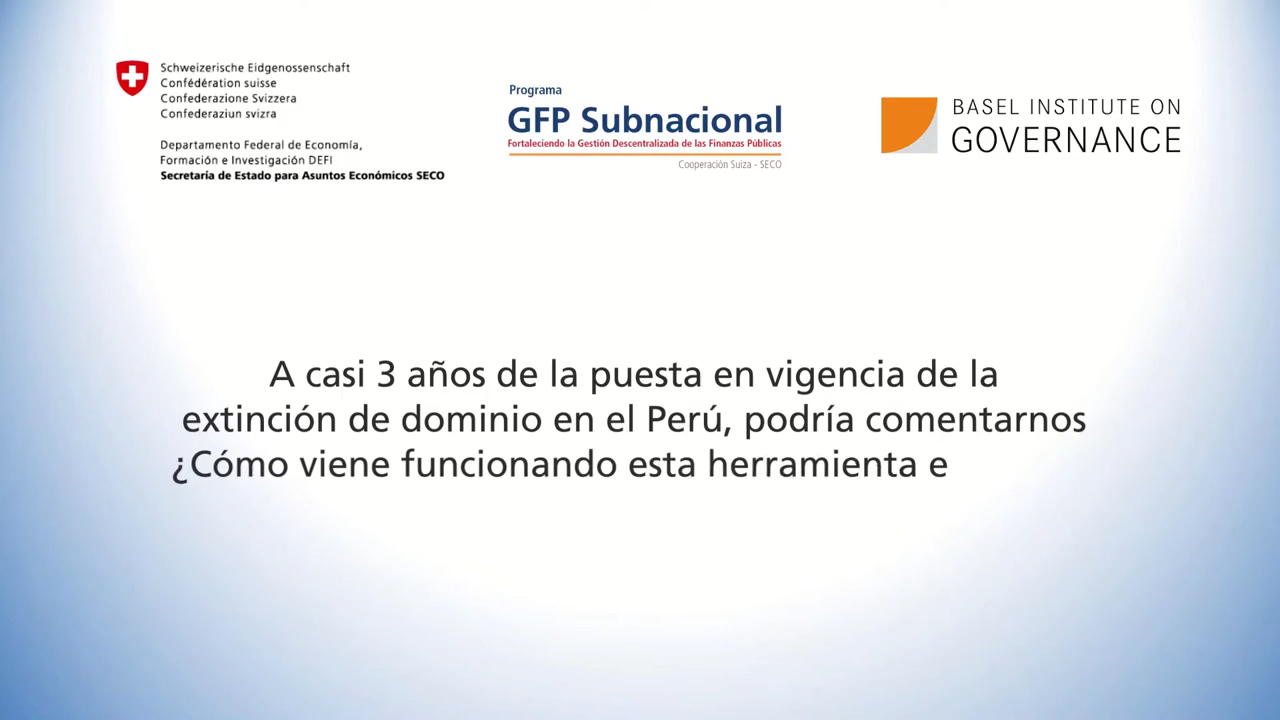 Schweizerische Eidgenossenschaft
Confédération suisse
Confederazione Svizzera
Confederaziun svizra
Departamento Federal de Economía,
Formación e Investigación DEFI
Secretaría de Estado para Asuntos Económicos SECO
Programa
GFP Subnacional
Fortaleciendo la Gestión Descentralizada de las Finanzas Públicas
Cooperación Suiza - SECO
BASEL INSTITUTE ON
GOVERNANCE
A casi 3 años de la puesta en vigencia de la
extinción de dominio en el Perú, podría comentarnos
¿Cómo viene funcionando esta herramienta e